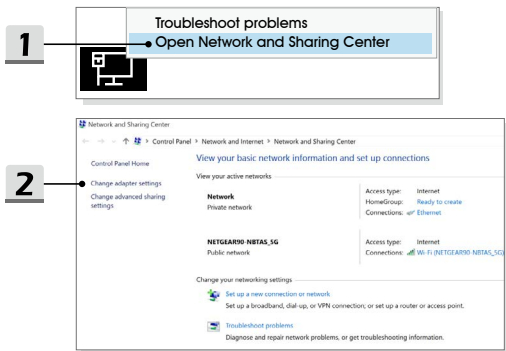 Troubleshoot problems
1
Open Network and Sharing Center
Network and Sharing Center
Control Panel > Network and Internet > Network and Sharing Center
Control Panel Home
View your basic network information and set up connections
View your active networks
2
Change adapter settings
Change advanced sharing
settings
Network
Private network
Access type: Internet
HomeGroup: Ready to create
Connections: Ethernet
NETGEAR90-NBTAS_5G
Public network
Access type: Internet
Connections: Wi-Fi (NETGEAR90-NBTAS_5G)
Change your networking settings
Set up a new connection or network
Set up a broadband, dial-up, or VPN connection; or set up a router or access point.
Troubleshoot problems
Diagnose and repair network problems, or get troubleshooting information.